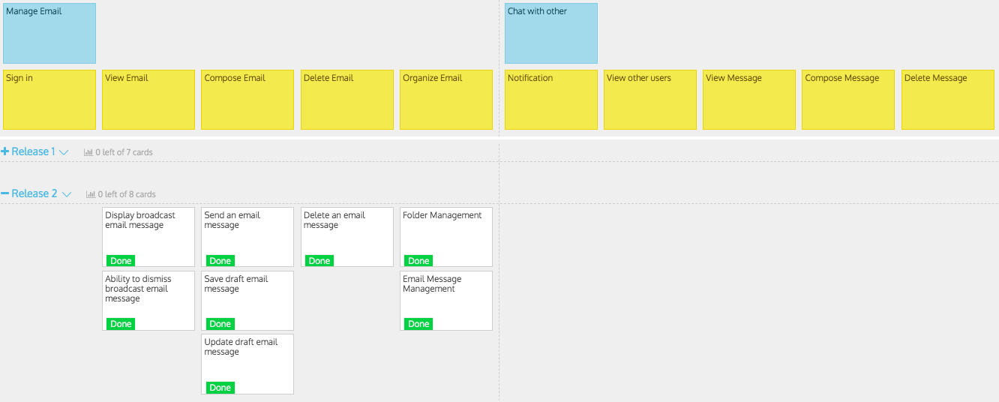 Manage Email
Chat with other
Sign in
View Email
Compose Email
Delete Email
Organize Email
Notification
View other users
View Message
Compose Message
Delete Message
Release 1
0 left of 7 cards
Release 2
0 left of 8 cards
Display broadcast
email message
Done
Send an email
message
Done
Delete an email
message
Done
Folder Management
Done
Ability to dismiss
broadcast email
message
Done
Save draft email
message
Done
Email Message
Management
Done
Update draft email
message
Done